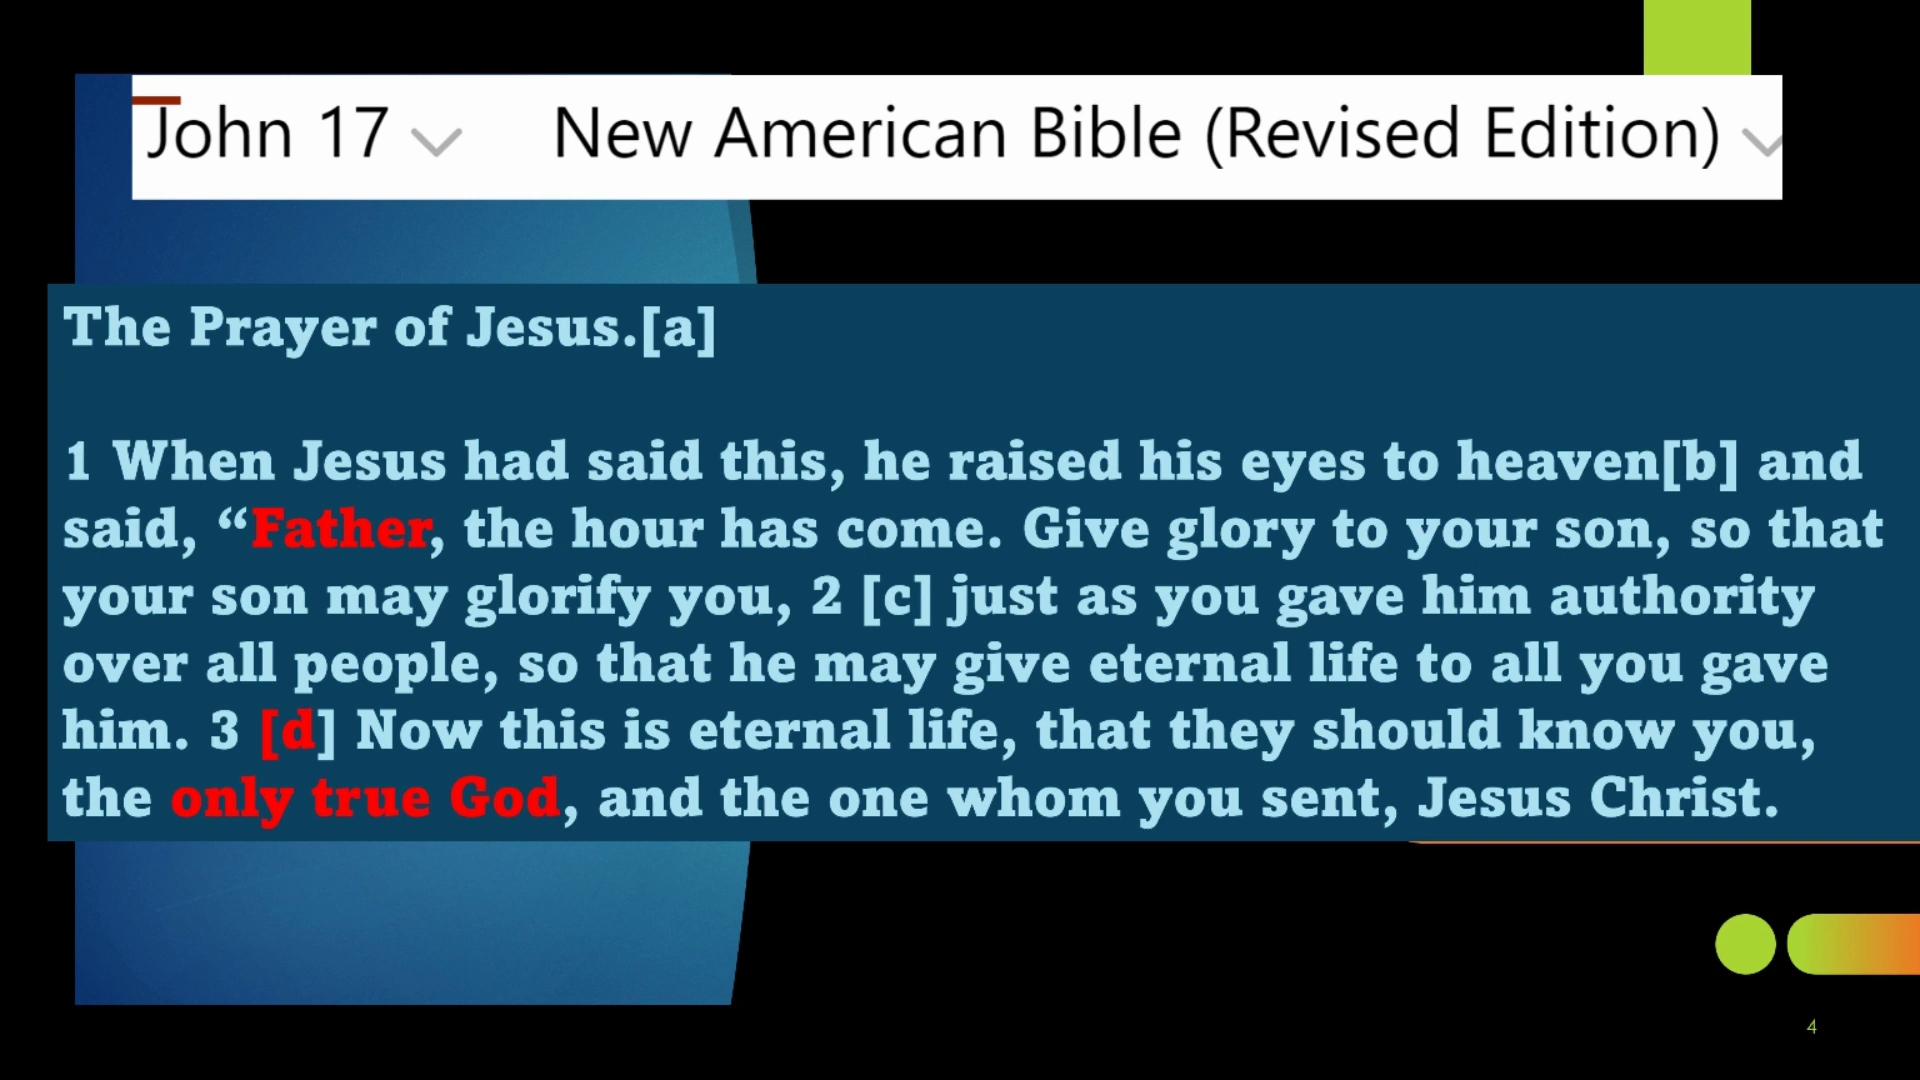 John 17 New American Bible (Revised Edition)
The Prayer of Jesus.[a]
1 When Jesus had said this, he raised his eyes to heaven[b] and
said, “Father, the hour has come. Give glory to your son, so that
your son may glorify you, 2 [c] just as you gave him authority
over all people, so that he may give eternal life to all you gave
him. 3 [d] Now this is eternal life, that they should know you,
the only true God, and the one whom you sent, Jesus Christ.
4